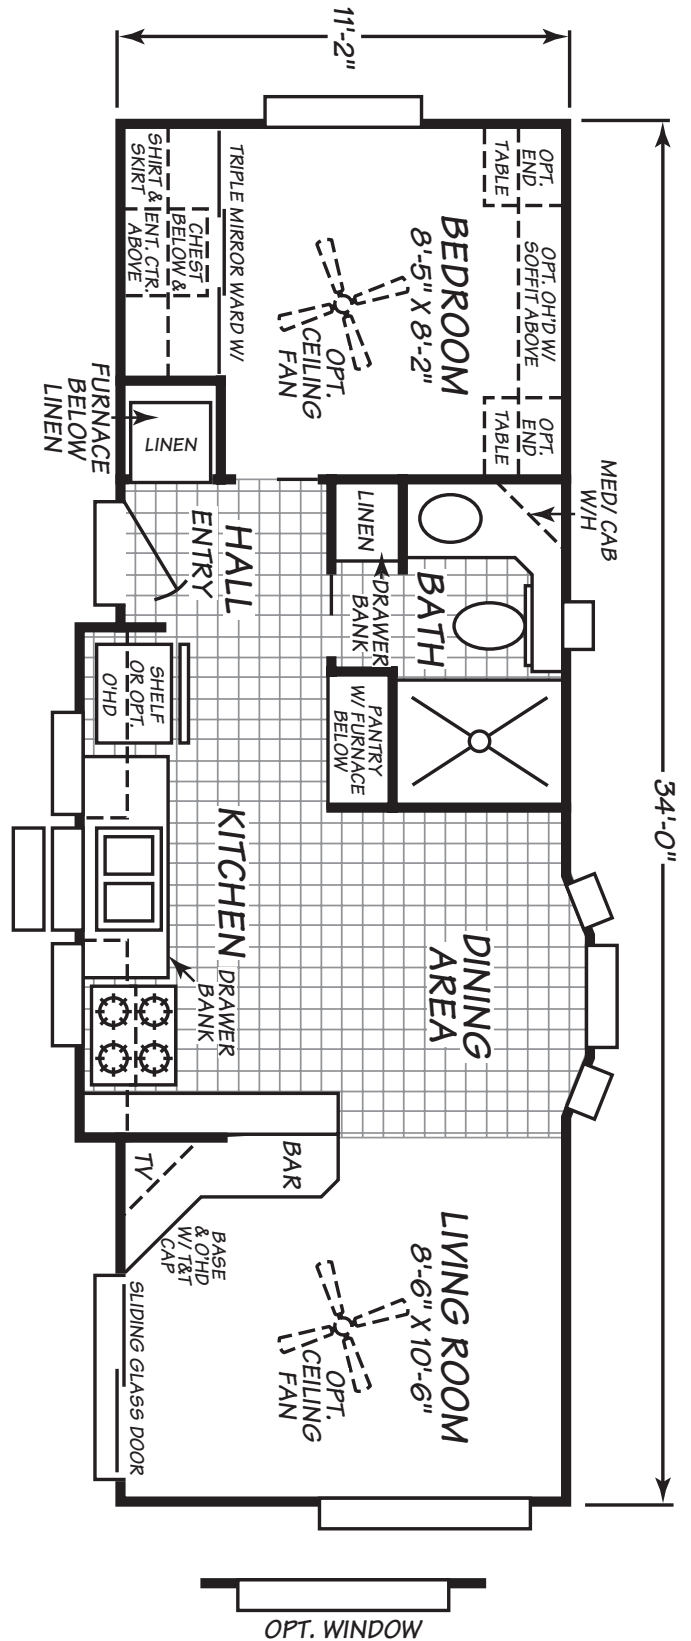 11'-2"
34'-0"
SHIRT &
SKIRT
ENT. CTR.
ABOVE
CHEST
BELOW &
TRIPLE MIRROR WARD W/
OPT.
END
TABLE
OPT. OH'D W/
SOFFIT ABOVE
OPT.
END
TABLE
BEDROOM
8'-5" X 8'-2"
OPT.
CEILING
FAN
FURNACE
BELOW
LINEN
LINEN
MED/ CAB
W/H
LINEN
DRAWER
BANK
BATH
HALL
ENTRY
SHELF
OR OPT.
O'HD
PANTRY
W/ FURNACE
BELOW
KITCHEN
DRAWER
BANK
DINING
AREA
BAR
TV
BASE
& O'HD
W/ T&T
CAP
SLIDING GLASS DOOR
LIVING ROOM
8'-6" X 10'-6"
OPT.
CEILING
FAN
OPT. WINDOW